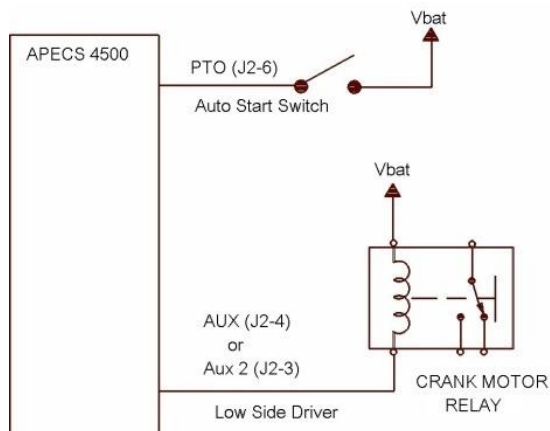 Vbat
APECS 4500
PTO (J2-6)
Auto Start Switch
Vbat
AUX (J2-4)
or
Aux 2 (J2-3)
Low Side Driver
CRANK MOTOR
RELAY